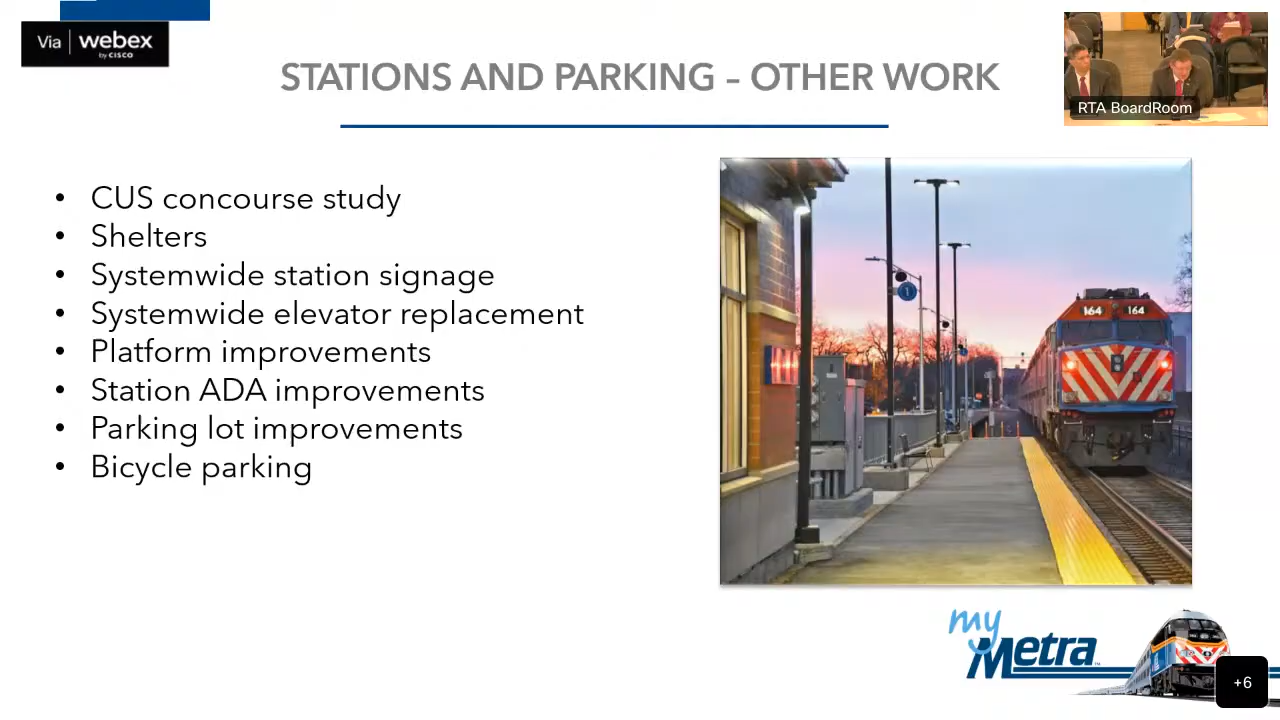 Via webex
by CISCO
STATIONS AND PARKING – OTHER WORK
RTA BoardRoom
• CUS concourse study
• Shelters
• Systemwide station signage
• Systemwide elevator replacement
• Platform improvements
• Station ADA improvements
• Parking lot improvements
• Bicycle parking
1
164 164
my
Metra
+6